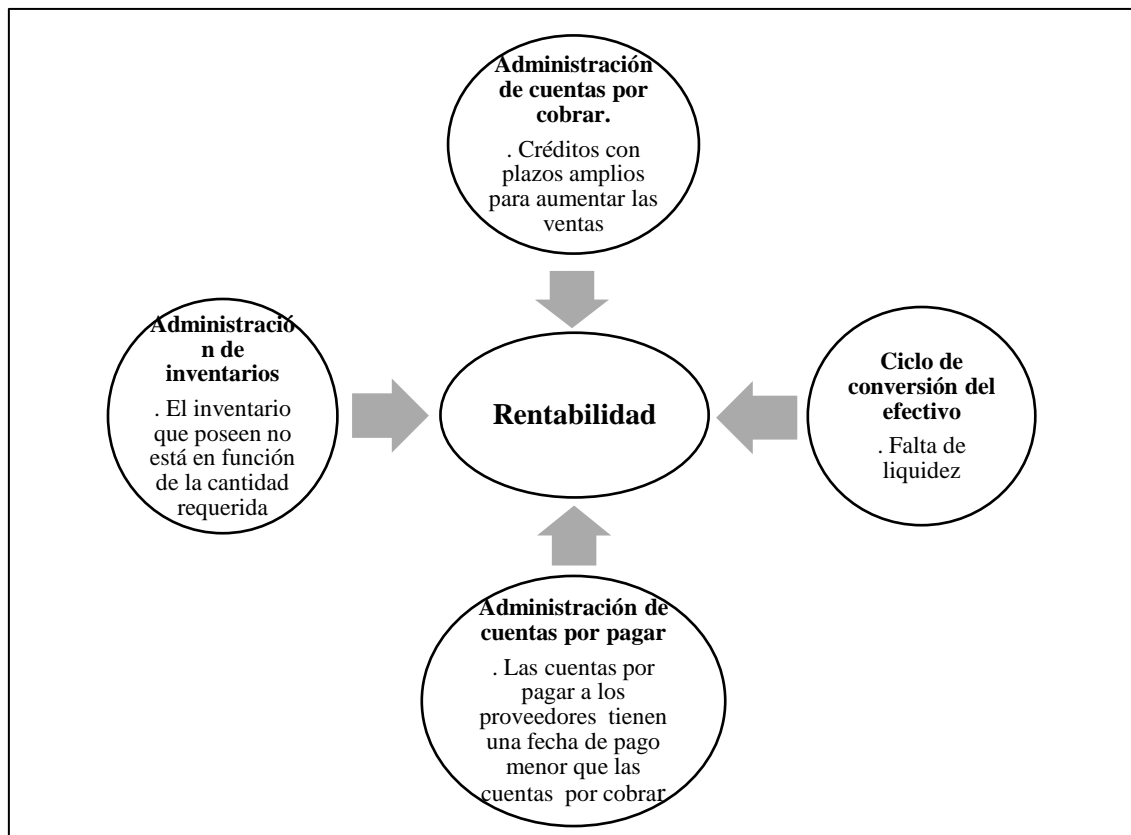 Administración
de cuentas por
cobrar.
. Créditos con
plazos amplios
para aumentar las
ventas
Administració
n de
inventarios
. El inventario
que poseen no
está en función
de la cantidad
requerida
Rentabilidad
Ciclo de
conversión del
efectivo
. Falta de
liquidez
Administración de
cuentas por pagar
. Las cuentas por
pagar a los
proveedores tienen
una fecha de pago
menor que las
cuentas por cobrar